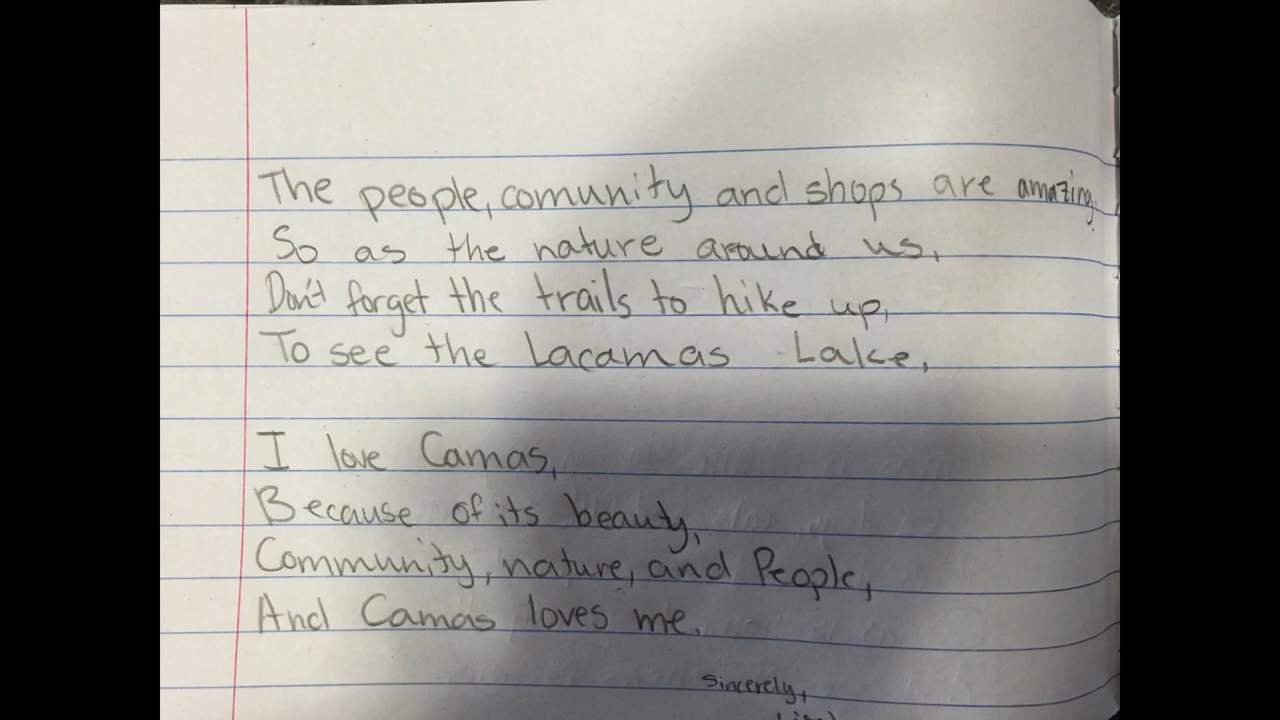 The people, comunity and shops are amazing.
So as the nature around us,
Don't forget the trails to hike up,
To see the Lacamas Lake,
I love Camas,
Because of its beauty,
Community, nature, and People,
And Camas loves me.
Sincerely,